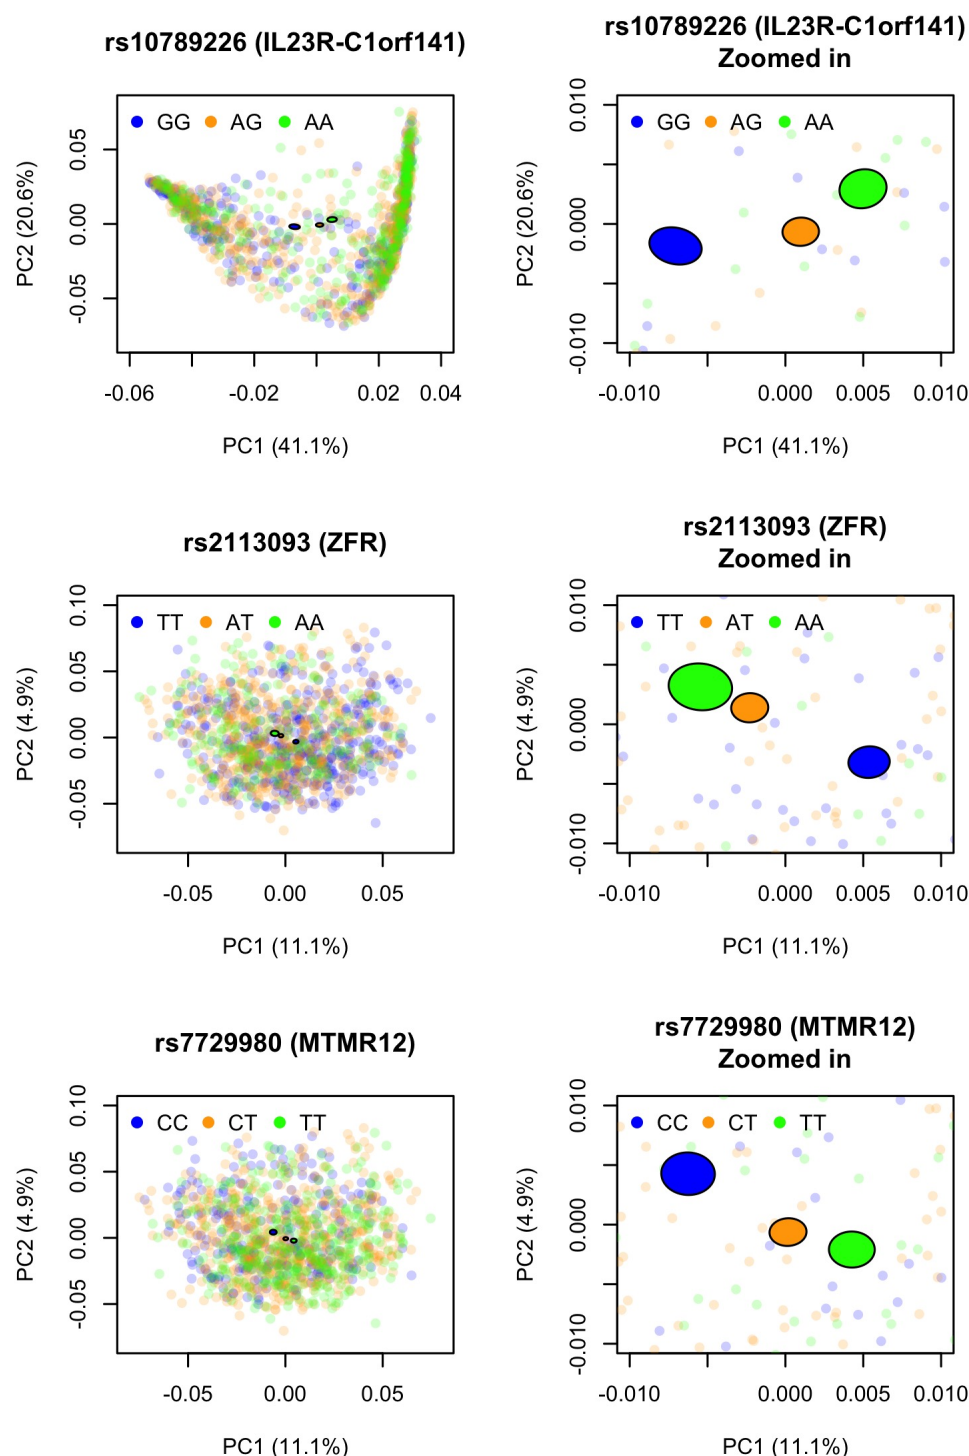 rs10789226 (IL23R-C1orf141)
GG AG AA
PC2 (20.6%)
0.05
0.00
-0.05
-0.06 -0.02 0.02 0.04
PC1 (41.1%)
rs10789226 (IL23R-C1orf141)
Zoomed in
GG AG AA
PC2 (20.6%)
0.010
0.000
-0.010
-0.010 0.000 0.005 0.010
PC1 (41.1%)
rs2113093 (ZFR)
TT AT AA
PC2 (4.9%)
0.10
0.05
0.00
-0.05
-0.05 0.00 0.05
PC1 (11.1%)
rs2113093 (ZFR)
Zoomed in
TT AT AA
PC2 (4.9%)
0.010
0.000
-0.010
-0.010 0.000 0.005 0.010
PC1 (11.1%)
rs7729980 (MTMR12)
CC CT TT
PC2 (4.9%)
0.10
0.05
0.00
-0.05
-0.05 0.00 0.05
PC1 (11.1%)
rs7729980 (MTMR12)
Zoomed in
CC CT TT
PC2 (4.9%)
0.010
0.000
-0.010
-0.010 0.000 0.005 0.010
PC1 (11.1%)